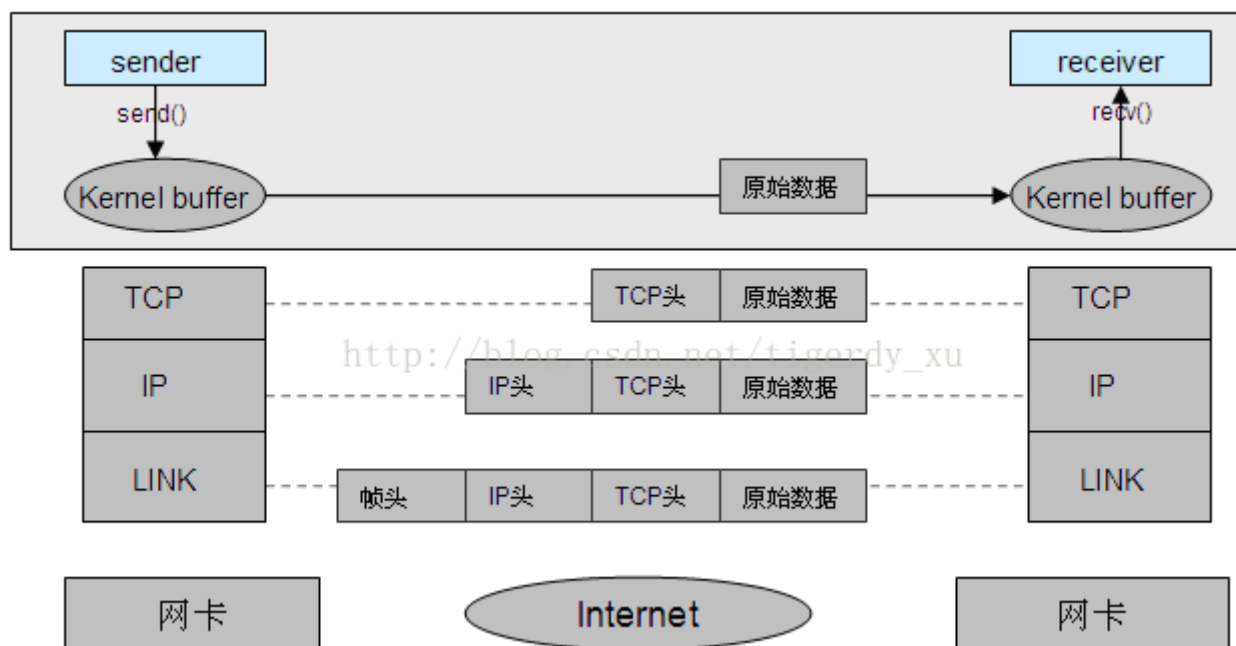 sender
receiver
send()
recv()
Kernel buffer
原始数据
Kernel buffer
TCP
TCP头
原始数据
TCP
http://blog.csdn.net/tigerdy_xu
IP
IP头
TCP头
原始数据
IP
LINK
帧头
IP头
TCP头
原始数据
LINK
网卡
Internet
网卡